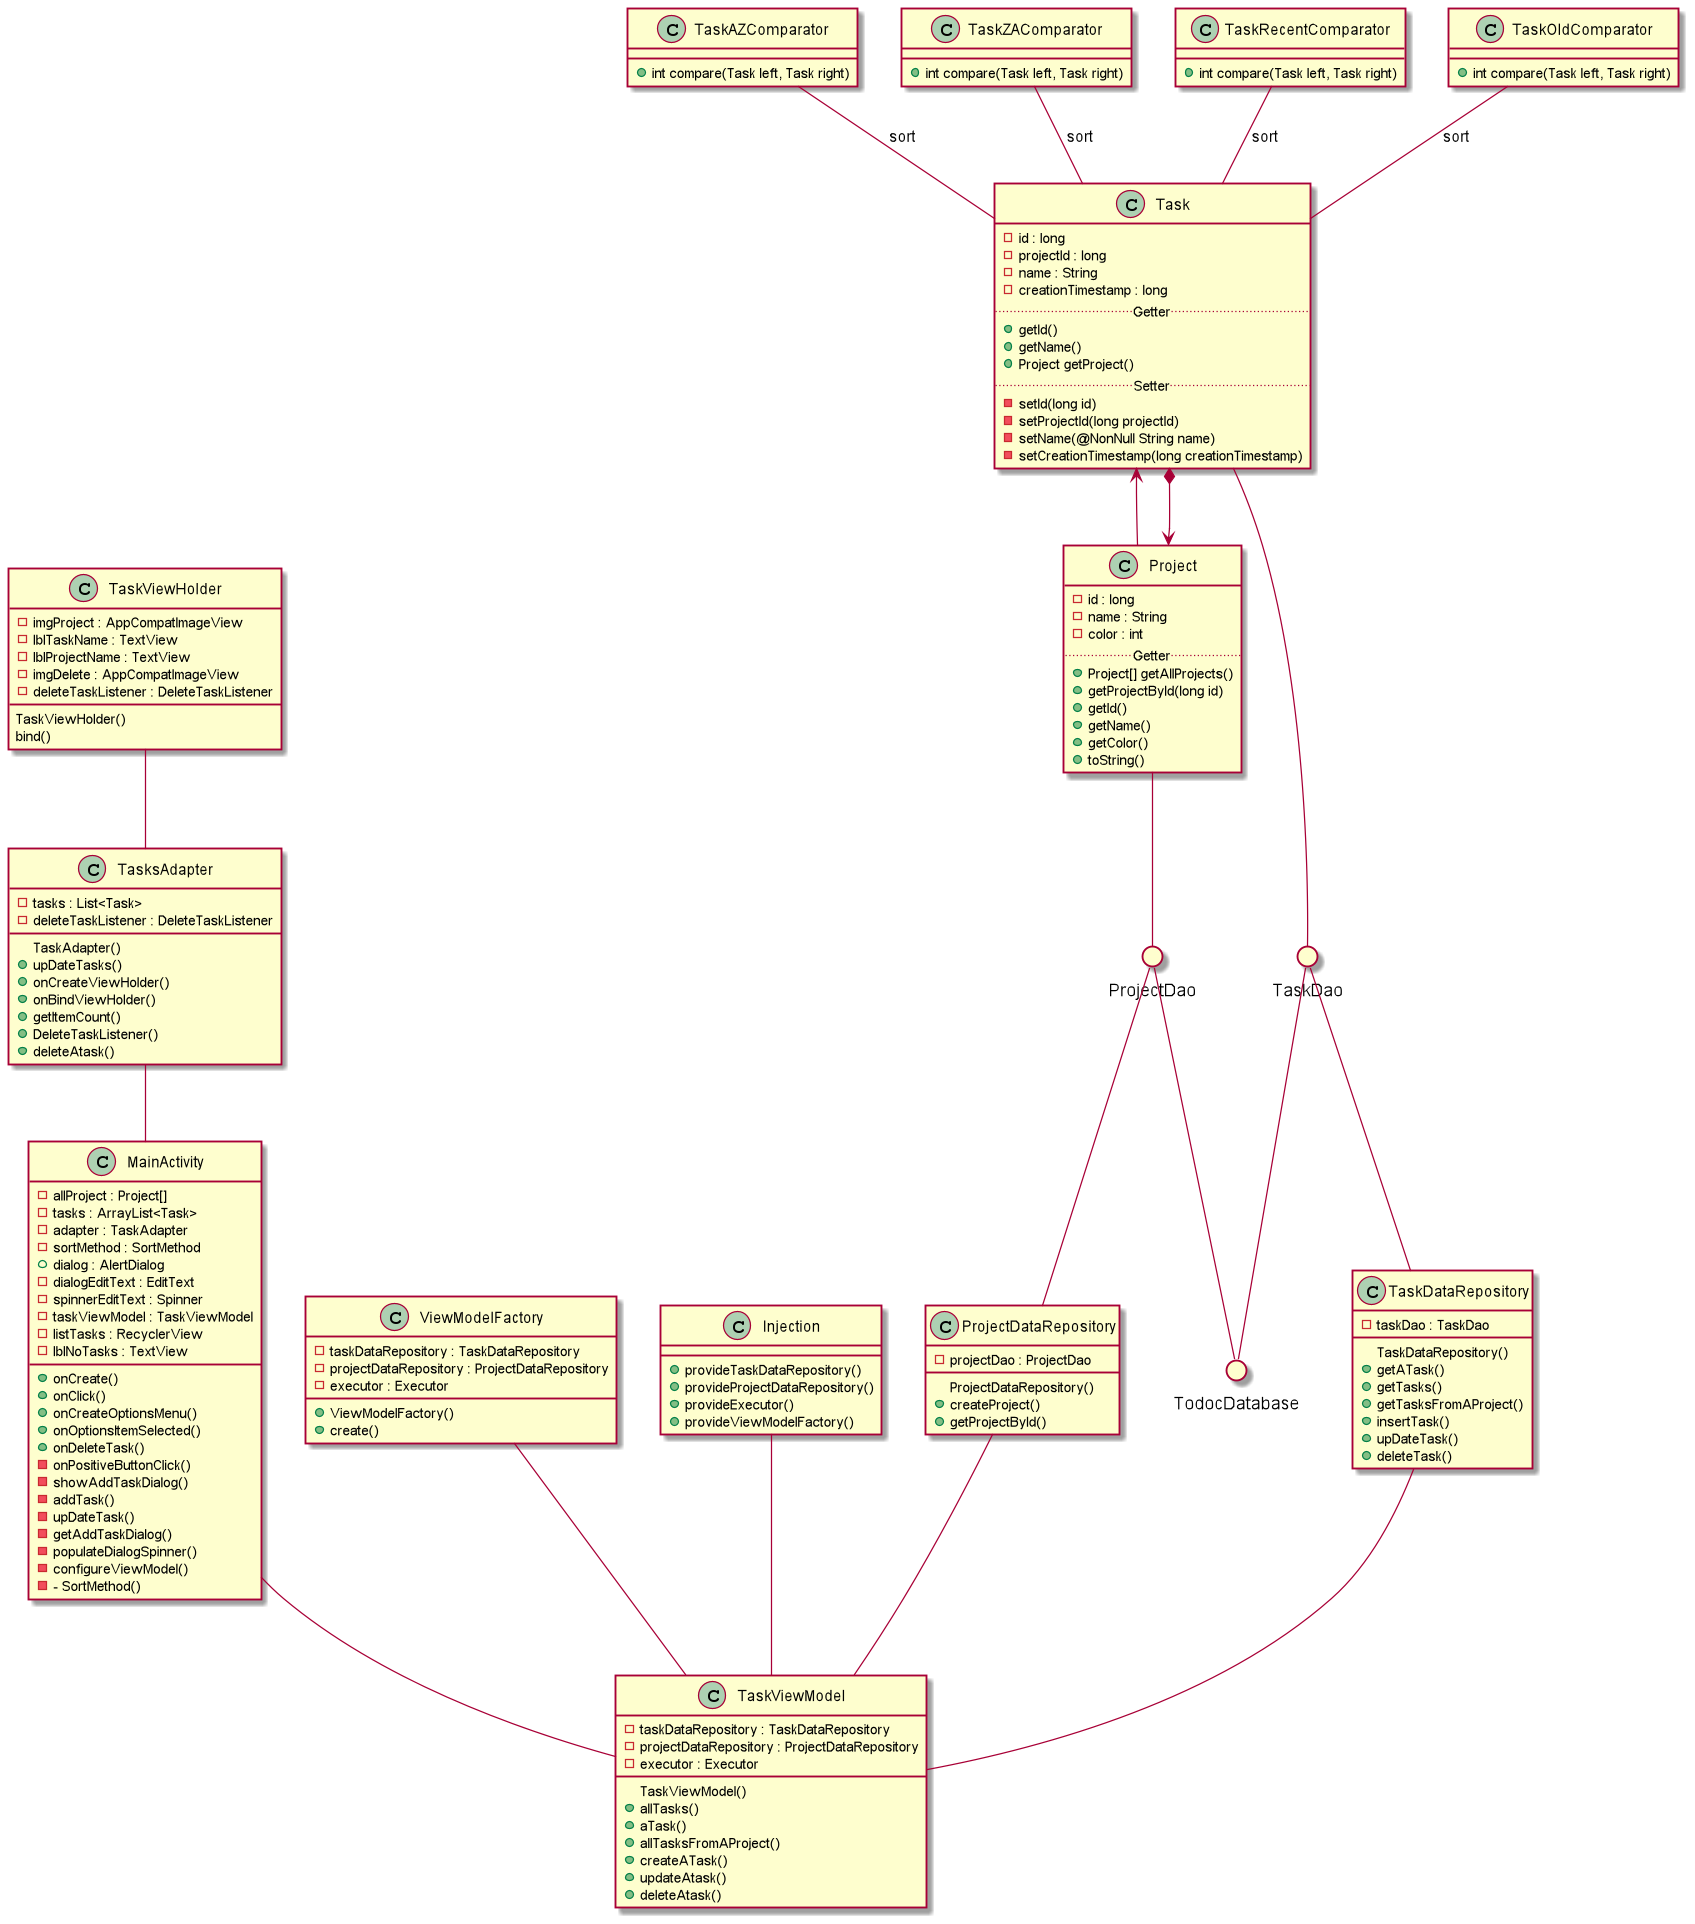 C TaskAZComparator
int compare(Task left, Task right)
C TaskZAComparator
int compare(Task left, Task right)
C TaskRecentComparator
int compare(Task left, Task right)
C TaskOldComparator
int compare(Task left, Task right)
sort
sort
sort
sort
C Task
id : long
projectId : long
name : String
creationTimestamp : long
Getter
getId()
getName()
Project getProject()
Setter
setId(long id)
setProjectId(long projectId)
setName(@NonNull String name)
setCreationTimestamp(long creationTimestamp)
C Project
id : long
name : String
color : int
Getter
Project[] getAllProjects()
getProjectById(long id)
getId()
getName()
getColor()
toString()
C TaskViewHolder
imgProject : AppCompatImageView
lblTaskName : TextView
lblProjectName : TextView
imgDelete : AppCompatImageView
deleteTaskListener : DeleteTaskListener
TaskViewHolder()
bind()
C TasksAdapter
tasks : List<Task>
deleteTaskListener : DeleteTaskListener
TaskAdapter()
upDateTasks()
onCreateViewHolder()
onBindViewHolder()
getItemCount()
DeleteTaskListener()
deleteAtask()
ProjectDao
TaskDao
C MainActivity
allProject : Project[]
tasks : ArrayList<Task>
adapter : TaskAdapter
sortMethod : SortMethod
dialog : AlertDialog
dialogEditText : EditText
spinnerEditText : Spinner
taskViewModel : TaskViewModel
listTasks : RecyclerView
lblNoTasks : TextView
onCreate()
onClick()
onCreateOptionsMenu()
onOptionsItemSelected()
onDeleteTask()
onPositiveButtonClick()
showAddTaskDialog()
addTask()
upDateTask()
getAddTaskDialog()
populateDialogSpinner()
configureViewModel()
- SortMethod()
C ViewModelFactory
taskDataRepository : TaskDataRepository
projectDataRepository : ProjectDataRepository
executor : Executor
ViewModelFactory()
create()
C Injection
provideTaskDataRepository()
provideProjectDataRepository()
provideExecutor()
provideViewModelFactory()
C ProjectDataRepository
projectDao : ProjectDao
ProjectDataRepository()
createProject()
getProjectById()
TodocDatabase
C TaskDataRepository
taskDao : TaskDao
TaskDataRepository()
getATask()
getTasks()
getTasksFromAProject()
insertTask()
upDateTask()
deleteTask()
C TaskViewModel
taskDataRepository : TaskDataRepository
projectDataRepository : ProjectDataRepository
executor : Executor
TaskViewModel()
allTasks()
aTask()
allTasksFromAProject()
createATask()
updateAtask()
deleteAtask()